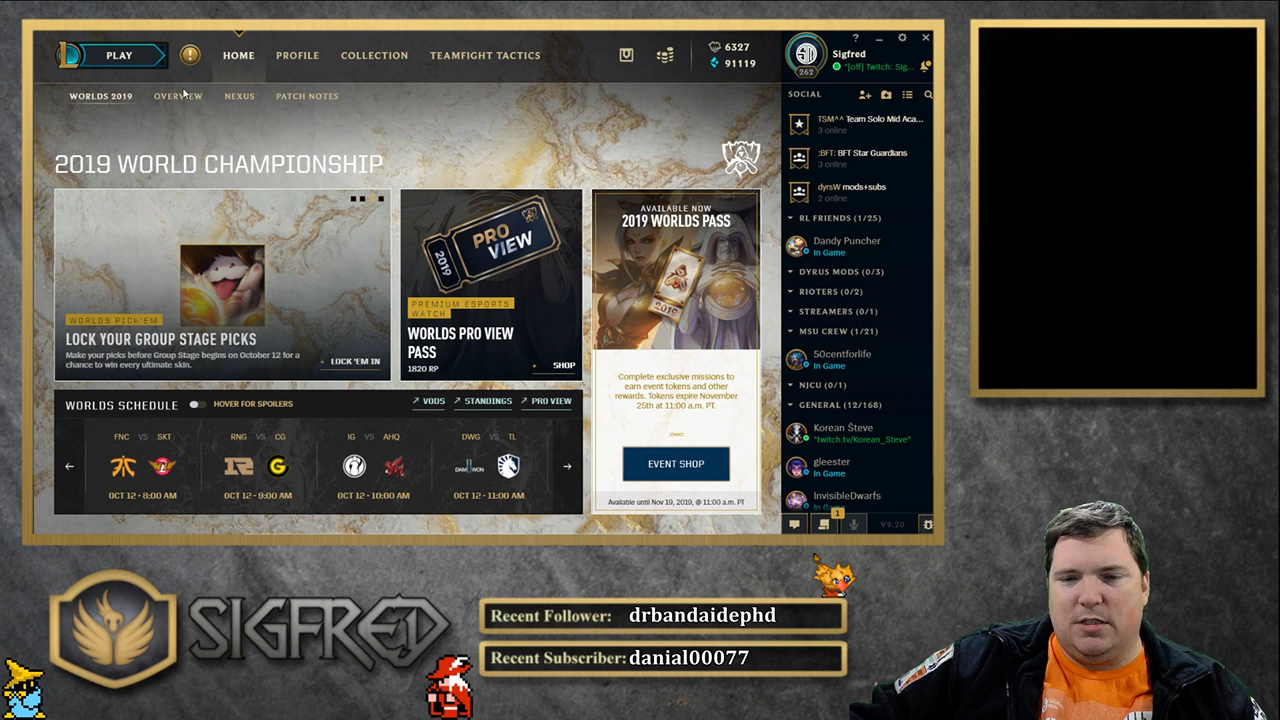 PLAY
HOME
PROFILE
COLLECTION
TEAMFIGHT TACTICS
6327
91119
?
262
Sigfred
"[off] Twitch: Sig...
WORLDS 2019
OVERVIEW
NEXUS
PATCH NOTES
SOCIAL
TSM^^ Team Solo Mid Aca...
3 online
:BFT: BFT Star Guardians
3 online
dyrsW mods+subs
2 online
RL FRIENDS (1/25)
Dandy Puncher
In Game
DYRUS MODS (0/3)
RIOTERS (0/2)
STREAMERS (0/1)
MSU CREW (1/21)
50centforlife
In Game
NJCU (0/1)
GENERAL (12/168)
Korean Steve
"twitch.tv/Korean_Steve"
gleester
In Game
InvisibleDwarfs
In Game
1
V9.20
2019 WORLD CHAMPIONSHIP
WORLDS PICK'EM
LOCK YOUR GROUP STAGE PICKS
Make your picks before Group Stage begins on October 12 for a
chance to win every ultimate skin.
LOCK 'EM IN
2019
PRO
VIEW
PREMIUM ESPORTS
WATCH
WORLDS PRO VIEW
PASS
1820 RP
SHOP
AVAILABLE NOW
2019 WORLDS PASS
2019
Complete exclusive missions to
earn event tokens and other
rewards. Tokens expire November
25th at 11:00 a.m. PT.
EVENT SHOP
Available until Nov 19, 2019, @ 11:00 a.m. PT
WORLDS SCHEDULE
HOVER FOR SPOILERS
VODS
STANDINGS
PRO VIEW
FNC VS SKT
OCT 12 - 8:00 AM
RNG VS CG
OCT 12 - 9:00 AM
IG VS AHQ
OCT 12 - 10:00 AM
DWG VS TL
DAMWON
OCT 12 - 11:00 AM
SIGFRED
Recent Follower: drbandaidephd
Recent Subscriber: danial00077